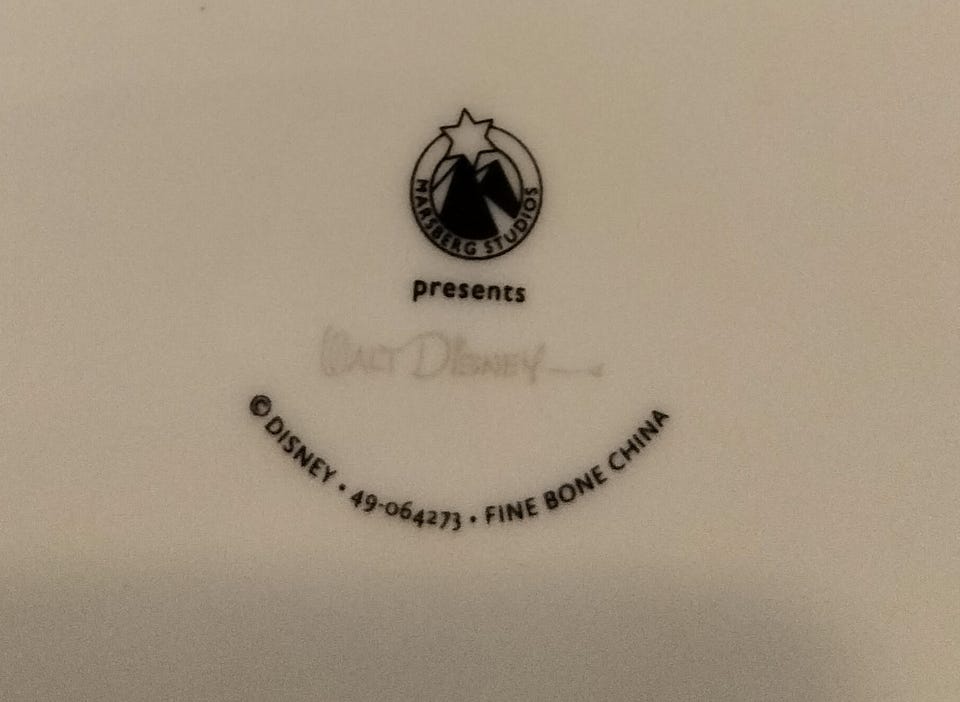 MARSBERG STUDIOS
presents
WALT DISNEY
© DISNEY • 49-064273 • FINE BONE CHINA